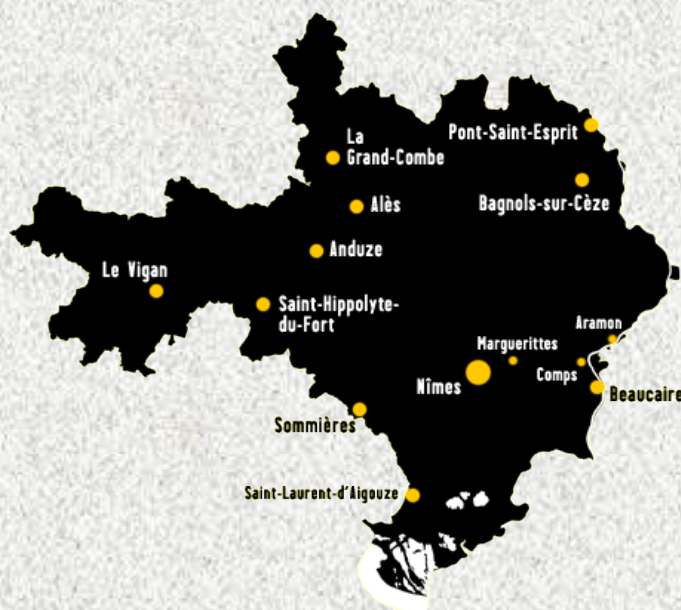 La
Grand-Combe
Pont-Saint-Esprit
Alès
Bagnols-sur-Cèze
Anduze
Le Vigan
Saint-Hippolyte-
du-Fort
Aramon
Marguerittes
Comps
Nîmes
Beaucaire
Sommières
Saint-Laurent-d'Aigouze